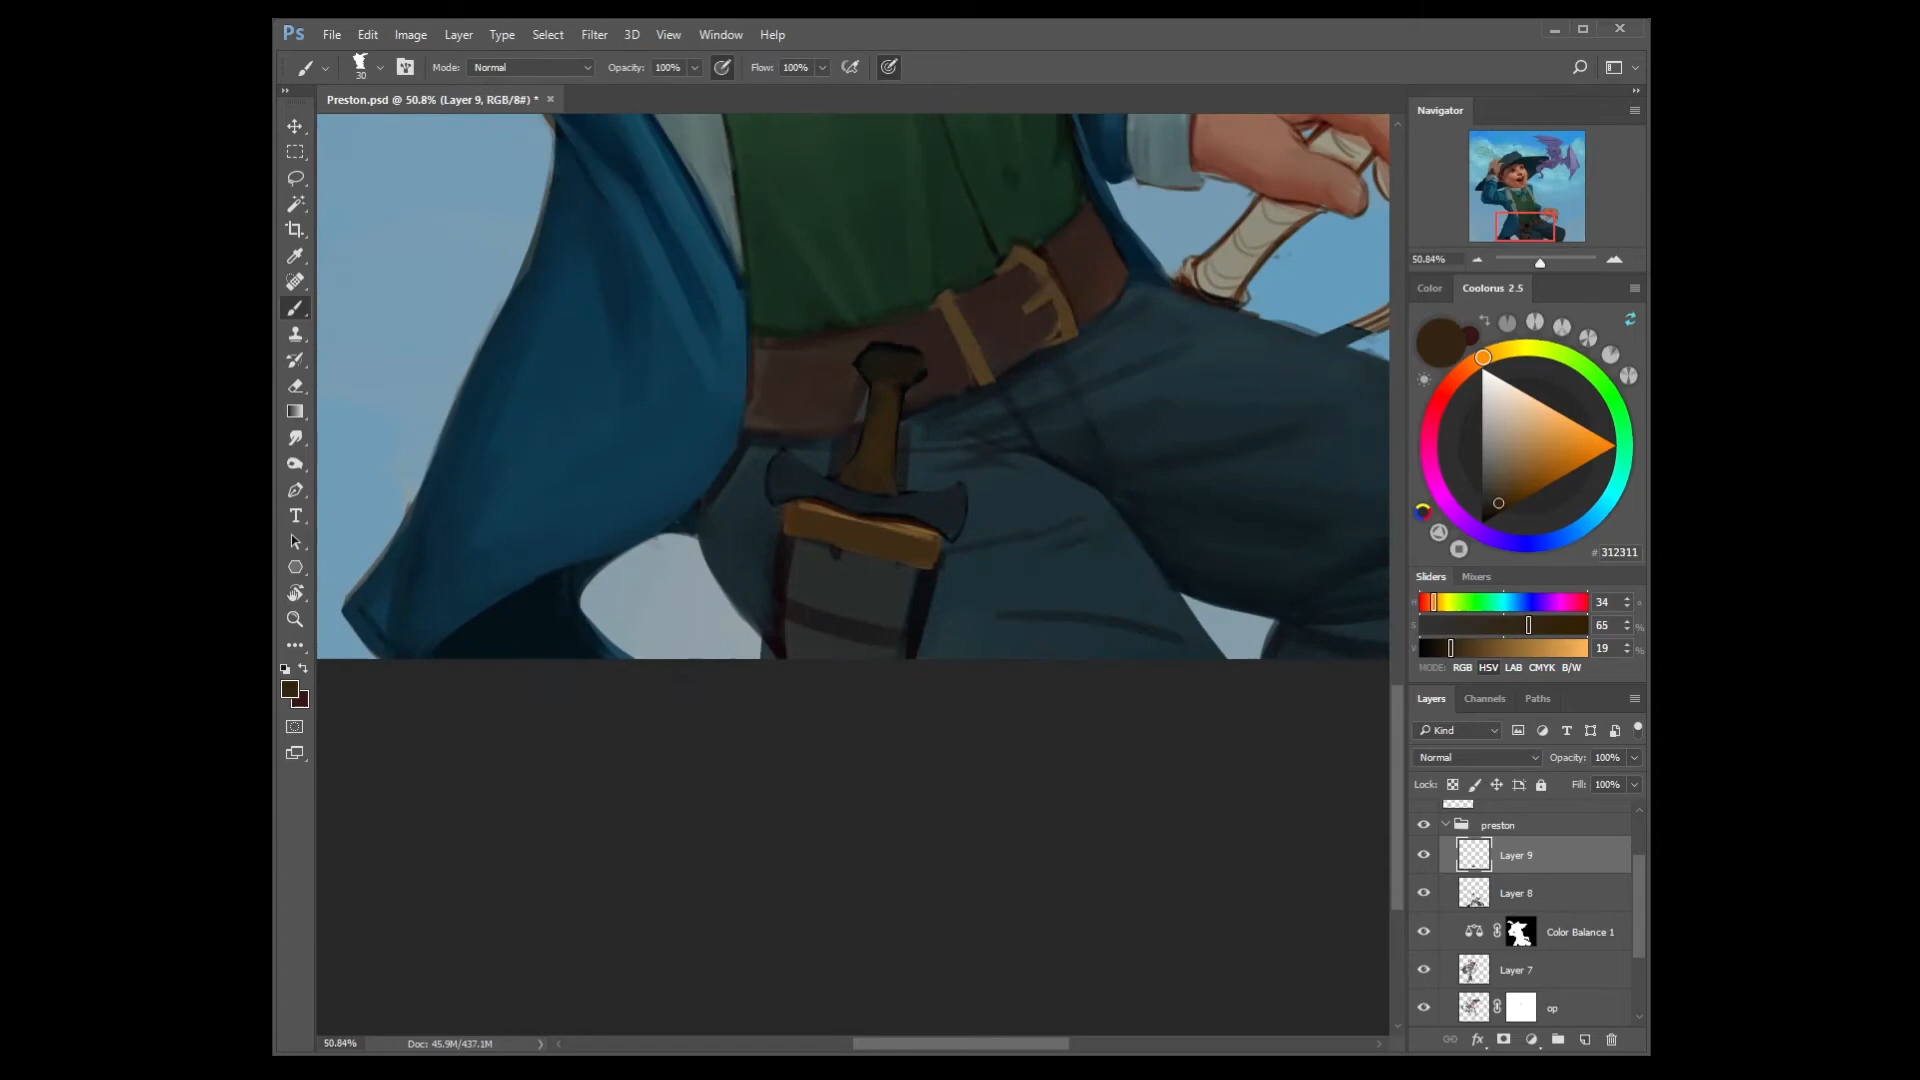 Ps File Edit Image Layer Type Select Filter 3D View Window Help
30 Mode: Normal Opacity: 100% Flow: 100%
Preston.psd @ 50.8% (Layer 9, RGB/8#) *
Navigator
50.84%
Color Coolorus 2.5
# 312311
Sliders Mixers
H 34 °
S 65 %
V 19 %
MODE: RGB HSV LAB CMYK B/W
Layers Channels Paths
Kind
Normal Opacity: 100%
Lock: Fill: 100%
preston
Layer 9
Layer 8
Color Balance 1
Layer 7
op
50.84% Doc: 45.9M/437.1M
fx